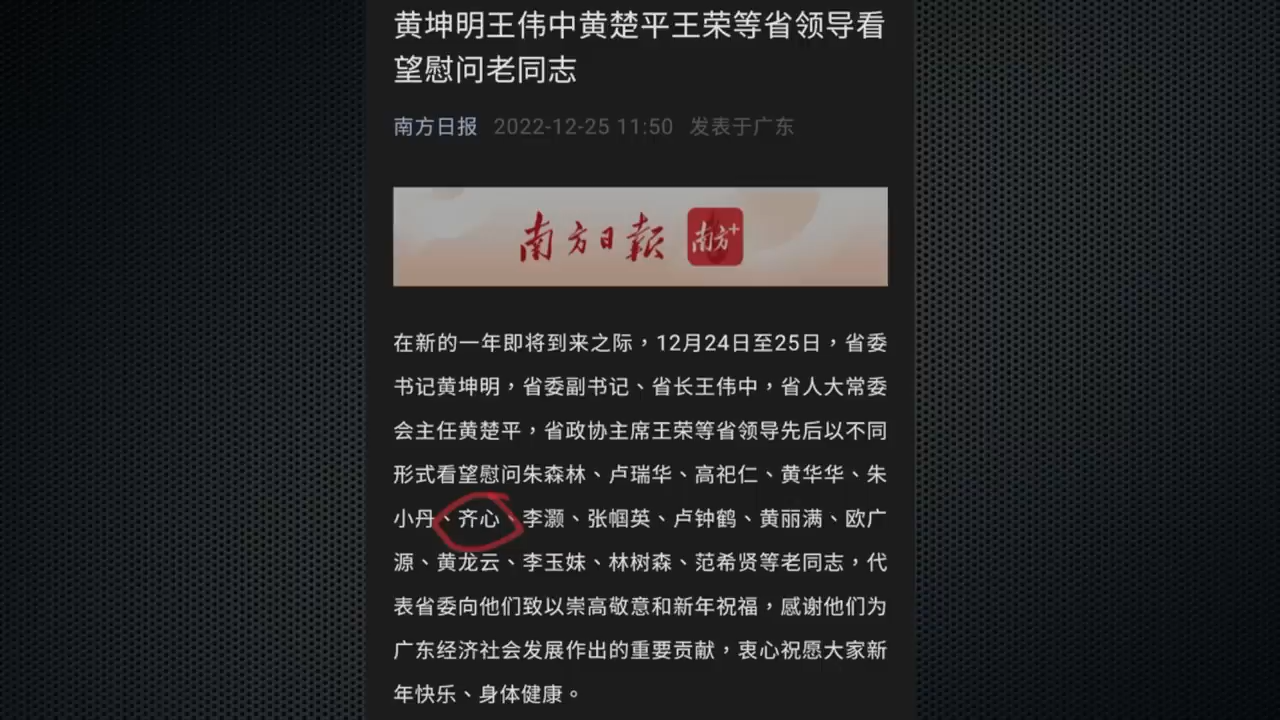 黄坤明王伟中黄楚平王荣等省领导看
望慰问老同志
南方日报 2022-12-25 11:50 发表于广东
南方日報 南方+
在新的一年即将到来之际，12月24日至25日，省委
书记黄坤明，省委副书记、省长王伟中，省人大常委
会主任黄楚平，省政协主席王荣等省领导先后以不同
形式看望慰问朱森林、卢瑞华、高祀仁、黄华华、朱
小丹、齐心、李灏、张帼英、卢钟鹤、黄丽满、欧广
源、黄龙云、李玉妹、林树森、范希贤等老同志，代
表省委向他们致以崇高敬意和新年祝福，感谢他们为
广东经济社会发展作出的重要贡献，衷心祝愿大家新
年快乐、身体健康。